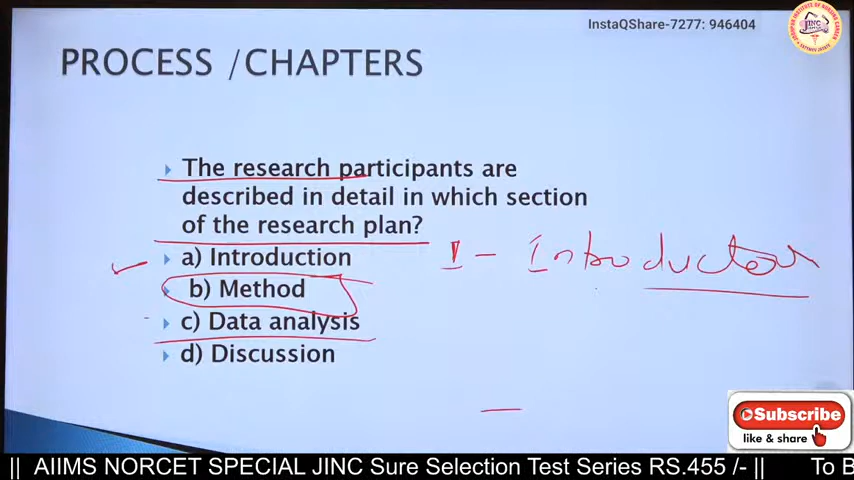 InstaQShare-7277: 946404
JINC
PROCESS /CHAPTERS
The research participants are
described in detail in which section
of the research plan?
a) Introduction
b) Method
c) Data analysis
d) Discussion
I - Introduction
Subscribe
like & share
|| AIIMS NORCET SPECIAL JINC Sure Selection Test Series RS.455 /- || To B